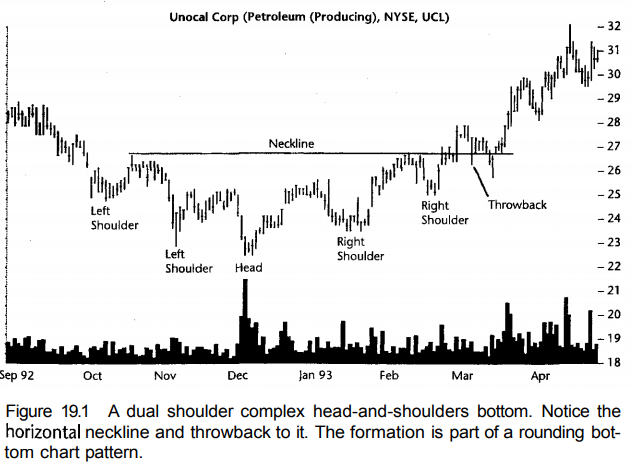 Unocal Corp (Petroleum (Producing), NYSE, UCL)
32
31
30
29
28
Neckline
27
26
25
Left
Shoulder
Right
Shoulder
Throwback
24
Left
Shoulder
Head
Right
Shoulder
23
22
21
20
19
18
Sep 92 Oct Nov Dec Jan 93 Feb Mar Apr
Figure 19.1 A dual shoulder complex head-and-shoulders bottom. Notice the
horizontal neckline and throwback to it. The formation is part of a rounding bot-
tom chart pattern.